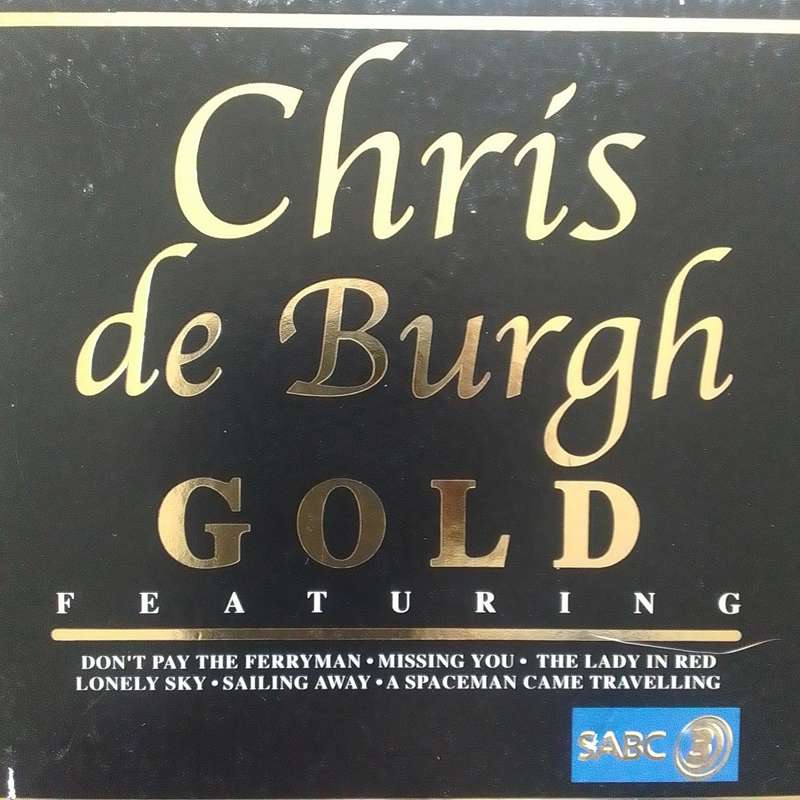 Chris
de Burgh
GOLD
FEATURING
DON'T PAY THE FERRYMAN • MISSING YOU • THE LADY IN RED
LONELY SKY • SAILING AWAY • A SPACEMAN CAME TRAVELLING
SABC 3